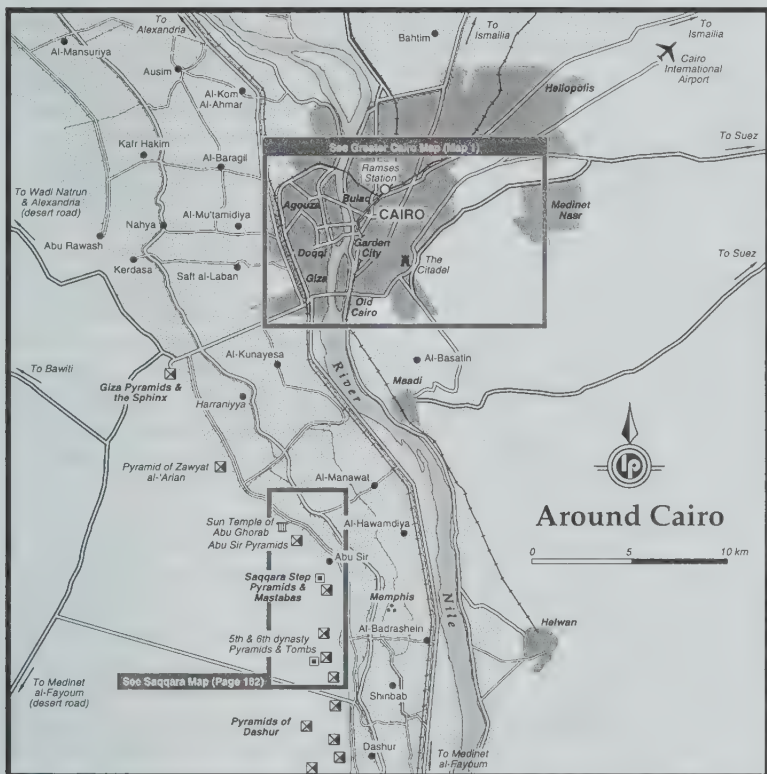 To
Alexandria
Al-Mansuriya
Ausim
Al-Kom
Al-Ahmar
Bahtim
To
Ismailia
To
Ismailia
Cairo
International
Airport
Heliopolis
See Greater Cairo Map (Map 1)
To Suez
Kafr Hakim
Al-Baragil
Ramses
Station
To Wadi Natrun
& Alexandria
(desert road)
Bulaq
Agouza
CAIRO
Medinet
Nasr
Nahya
Al-Mu'tamidiya
Abu Rawash
Garden
City
Doqqi
The
Citadel
To Suez
Kerdasa
Saft al-Laban
Giza
Old
Cairo
Al-Kunayesa
Al-Basatin
To Bawiti
Giza Pyramids &
the Sphinx
River
Maadi
Harraniyya
Pyramid of Zawyat
al-'Arian
Al-Manawat
lp
Around Cairo
0 5 10 km
Sun Temple of
Abu Ghorab
Abu Sir Pyramids
Al-Hawamdiya
Abu Sir
Saqqara Step
Pyramids &
Mastabas
Memphis
Nile
Helwan
5th & 6th dynasty
Pyramids & Tombs
Al-Badrashein
See Saqqara Map (Page 182)
To Medinet
al-Fayoum
(desert road)
Shinbab
Pyramids of
Dashur
Dashur
To Medinet
al-Fayoum